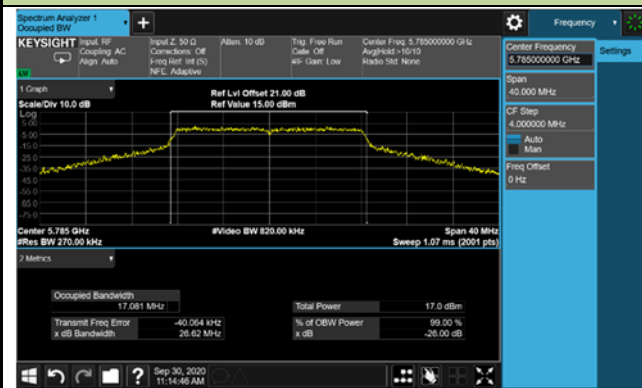 Spectrum Analyzer 1
Occupied BW
Frequency
KEYSIGHT
Input: RF
Coupling: AC
Align: Auto
Input Z: 50 Ω
Corrections: Off
Freq Ref: Int (S)
NFE: Adaptive
Atten: 10 dB
Trig: Free Run
Gate: Off
#IF Gain: Low
Center Freq: 5.785000000 GHz
Avg|Hold >10/10
Radio Std: None
Center Frequency
5.785000000 GHz
Settings
Span
40.000 MHz
CF Step
4.000000 MHz
Auto
Man
Freq Offset
0 Hz
1 Graph
Scale/Div 10.0 dB
Ref Lvl Offset 21.00 dB
Ref Value 15.00 dBm
Log
5.00
-5.00
-15.0
-25.0
-35.0
-45.0
-55.0
-65.0
-75.0
Center 5.785 GHz
#Res BW 270.00 kHz
#Video BW 820.00 kHz
Span 40 MHz
Sweep 1.07 ms (2001 pts)
2 Metrics
Occupied Bandwidth
17.081 MHz
Total Power
17.0 dBm
Transmit Freq Error
-40.064 kHz
% of OBW Power
99.00 %
x dB Bandwidth
26.62 MHz
x dB
-26.00 dB
Sep 30, 2020
11:14:46 AM